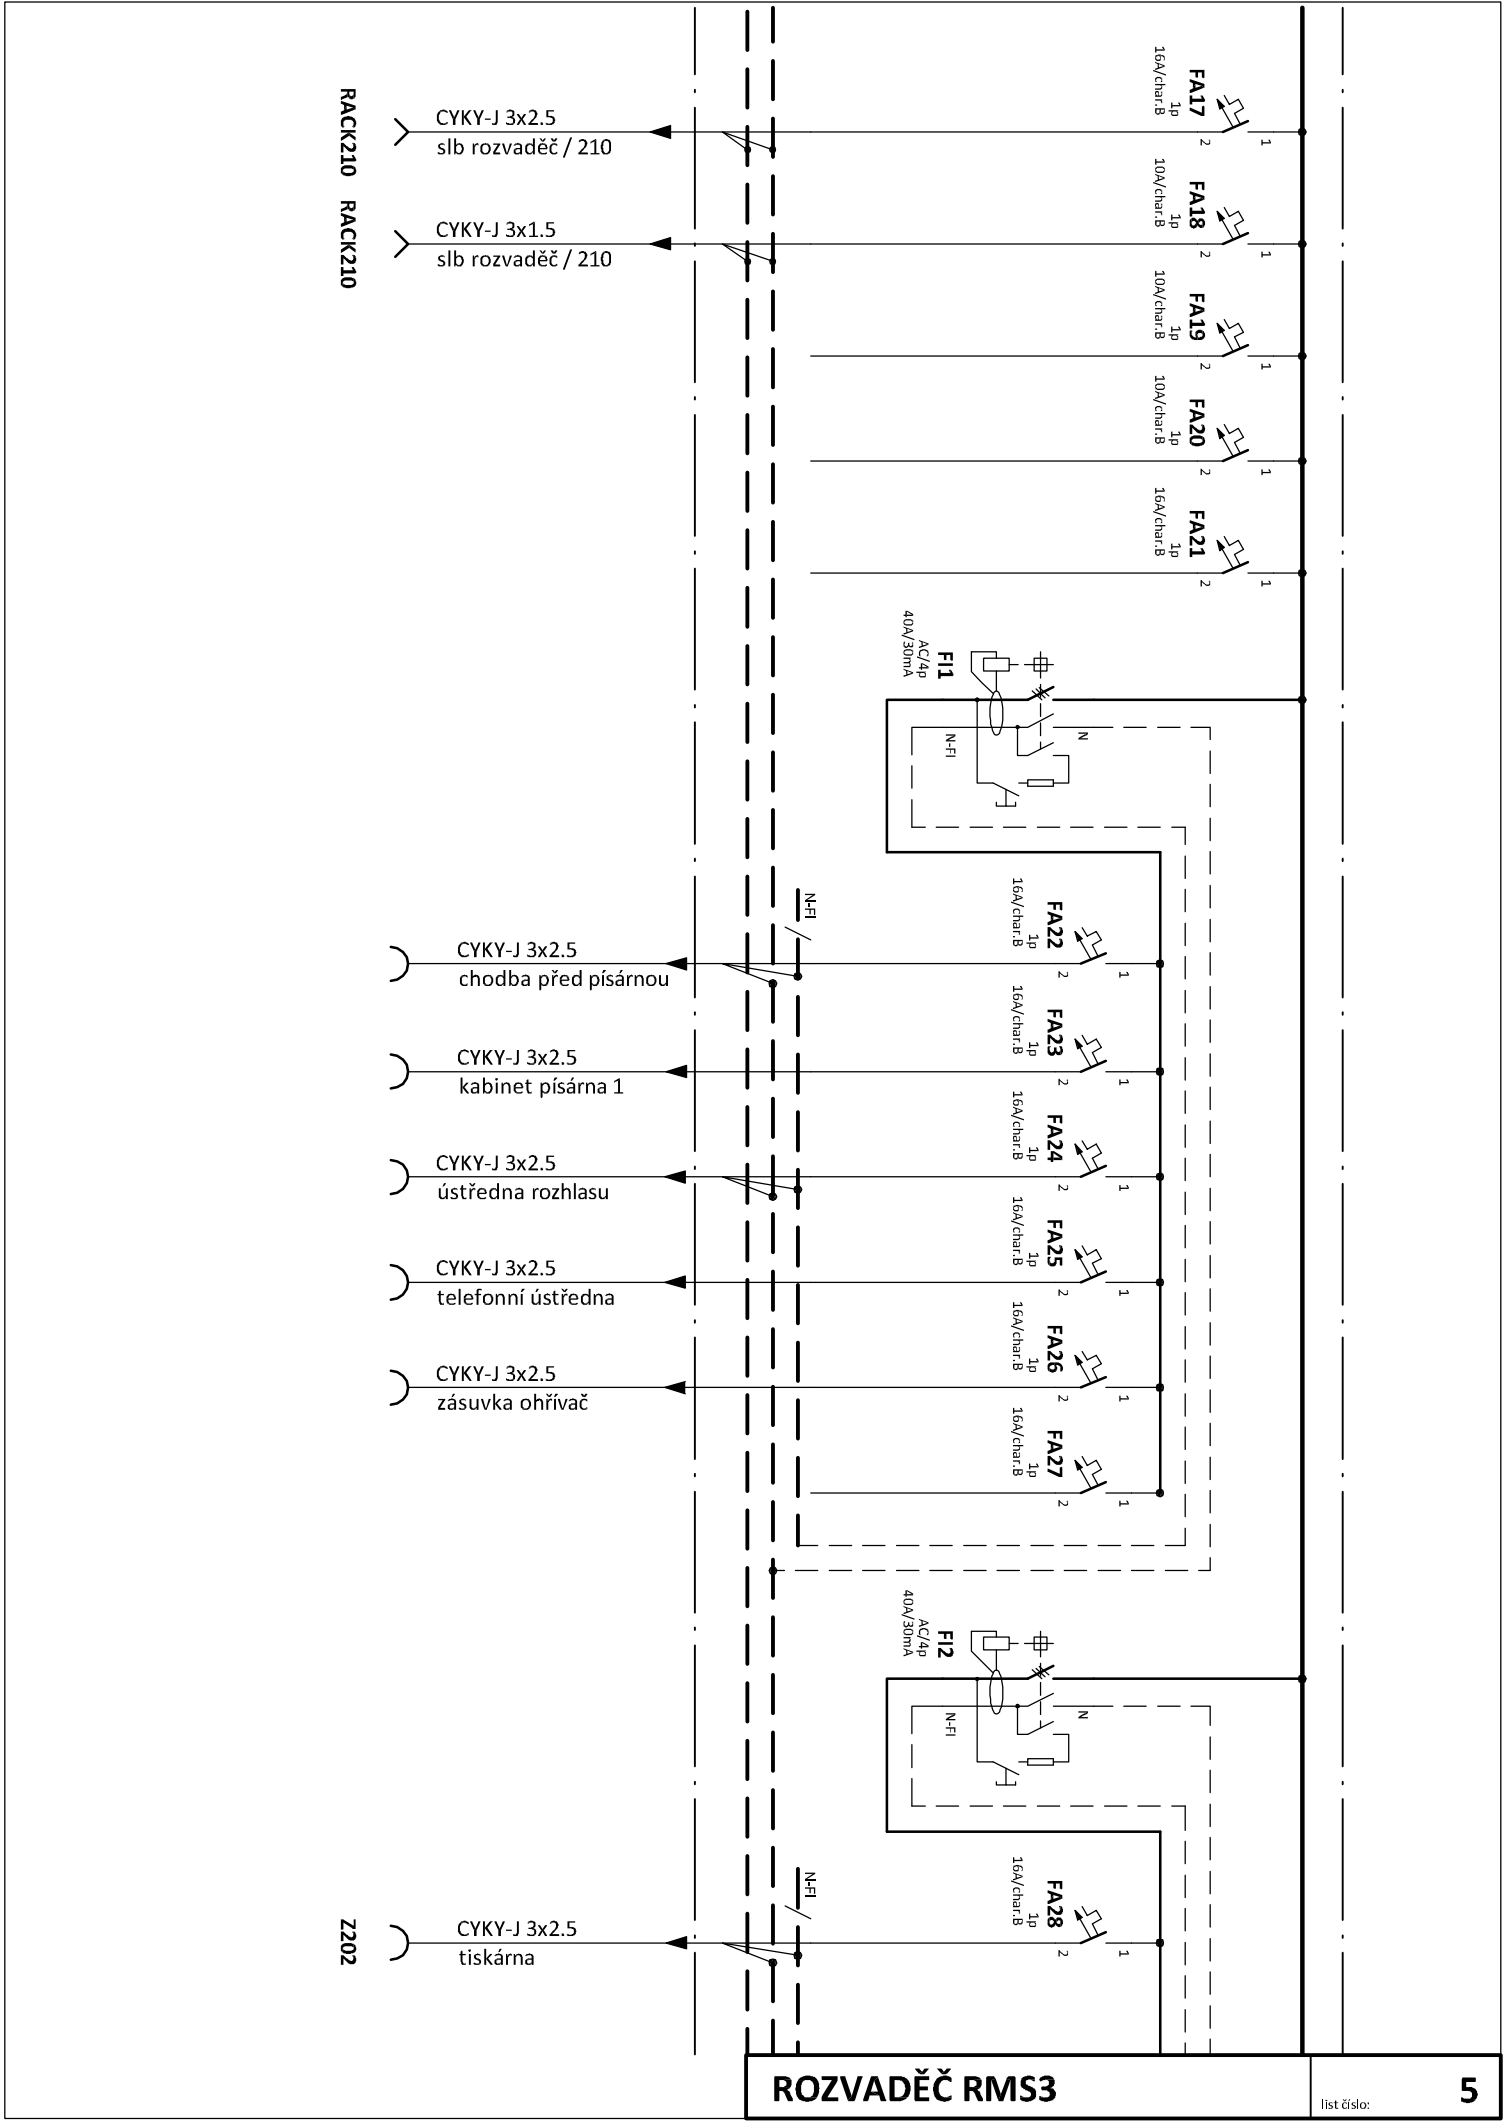 FA17
1p
16A/char.B
1
2
CYKY-J 3x2.5
slb rozvaděč / 210
RACK210
FA18
1p
10A/char.B
1
2
CYKY-J 3x1.5
slb rozvaděč / 210
RACK210
FA19
1p
10A/char.B
1
2
FA20
1p
10A/char.B
1
2
FA21
1p
16A/char.B
1
2
FI1
AC/4p
40A/30mA
N
N-FI
N-FI
FA22
1p
16A/char.B
1
2
CYKY-J 3x2.5
chodba před písárnou
FA23
1p
16A/char.B
1
2
CYKY-J 3x2.5
kabinet písárna 1
FA24
1p
16A/char.B
1
2
CYKY-J 3x2.5
ústředna rozhlasu
FA25
1p
16A/char.B
1
2
CYKY-J 3x2.5
telefonní ústředna
FA26
1p
16A/char.B
1
2
CYKY-J 3x2.5
zásuvka ohřívač
FA27
1p
16A/char.B
1
2
FI2
AC/4p
40A/30mA
N
N-FI
N-FI
FA28
1p
16A/char.B
1
2
CYKY-J 3x2.5
tiskárna
Z202
ROZVADĚČ RMS3
list číslo:
5